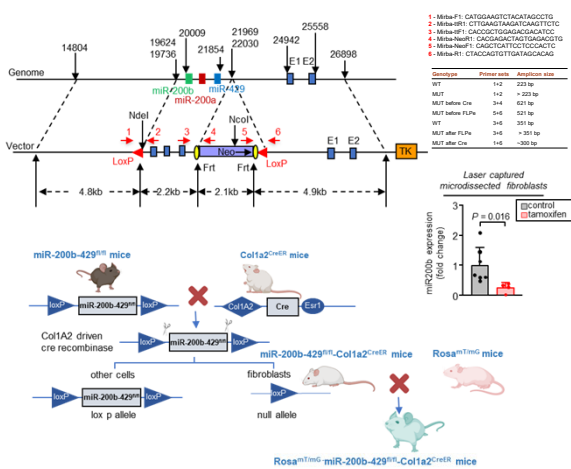 1 - Mirba-F1: CATGGAAGTCTACATAGCCTG
2 - Mirba-ttR1: CTTGAAGTAAGATCAAGTTCTC
3 - Mirba-ttF1: CACCGCTGGAGACGACATCC
4 - Mirba-NeoR1: CACGAGACTAGTGAGACGTG
5 - Mirba-NeoF1: CAGCTCATTCCTCCCACTC
6 - Mirba-R1: CTACCAGTGTTGATAGCACAG
14804
19624
19736
20009
21854
21969
22030
24942
25558
26898
Genome
miR-200b
miR-200a
miR-429
E1 E2
NdeI
NcoI
1 2 3 4 5 6
Vector
LoxP
Neo
LoxP
E1 E2
TK
Frt Frt
4.8kb 2.2kb 2.1kb 4.9kb
Genotype Primer sets Amplicon size
WT 1+2 223 bp
MUT 1+2 > 223 bp
MUT before Cre 3+4 621 bp
MUT before FLPe 5+6 521 bp
WT 3+6 351 bp
MUT after FLPe 3+6 > 351 bp
MUT after Cre 1+6 ~300 bp
Laser captured
microdissected fibroblasts
control
tamoxifen
P = 0.016
miR200b expression
(fold change)
3
2
1
0
miR-200b-429fl/fl mice
Col1a2CreER mice
loxP miR-200b-429fl/fl loxP
Col1A2 Cre Esr1
Col1A2 driven
cre recombinase
loxP miR-200b-429fl/fl loxP
other cells
fibroblasts
loxP miR-200b-429fl/fl loxP
lox p allele
loxP
null allele
miR-200b-429fl/fl-Col1a2CreER mice
RosamT/mG mice
RosamT/mG-miR-200b-429fl/fl-Col1a2CreER mice